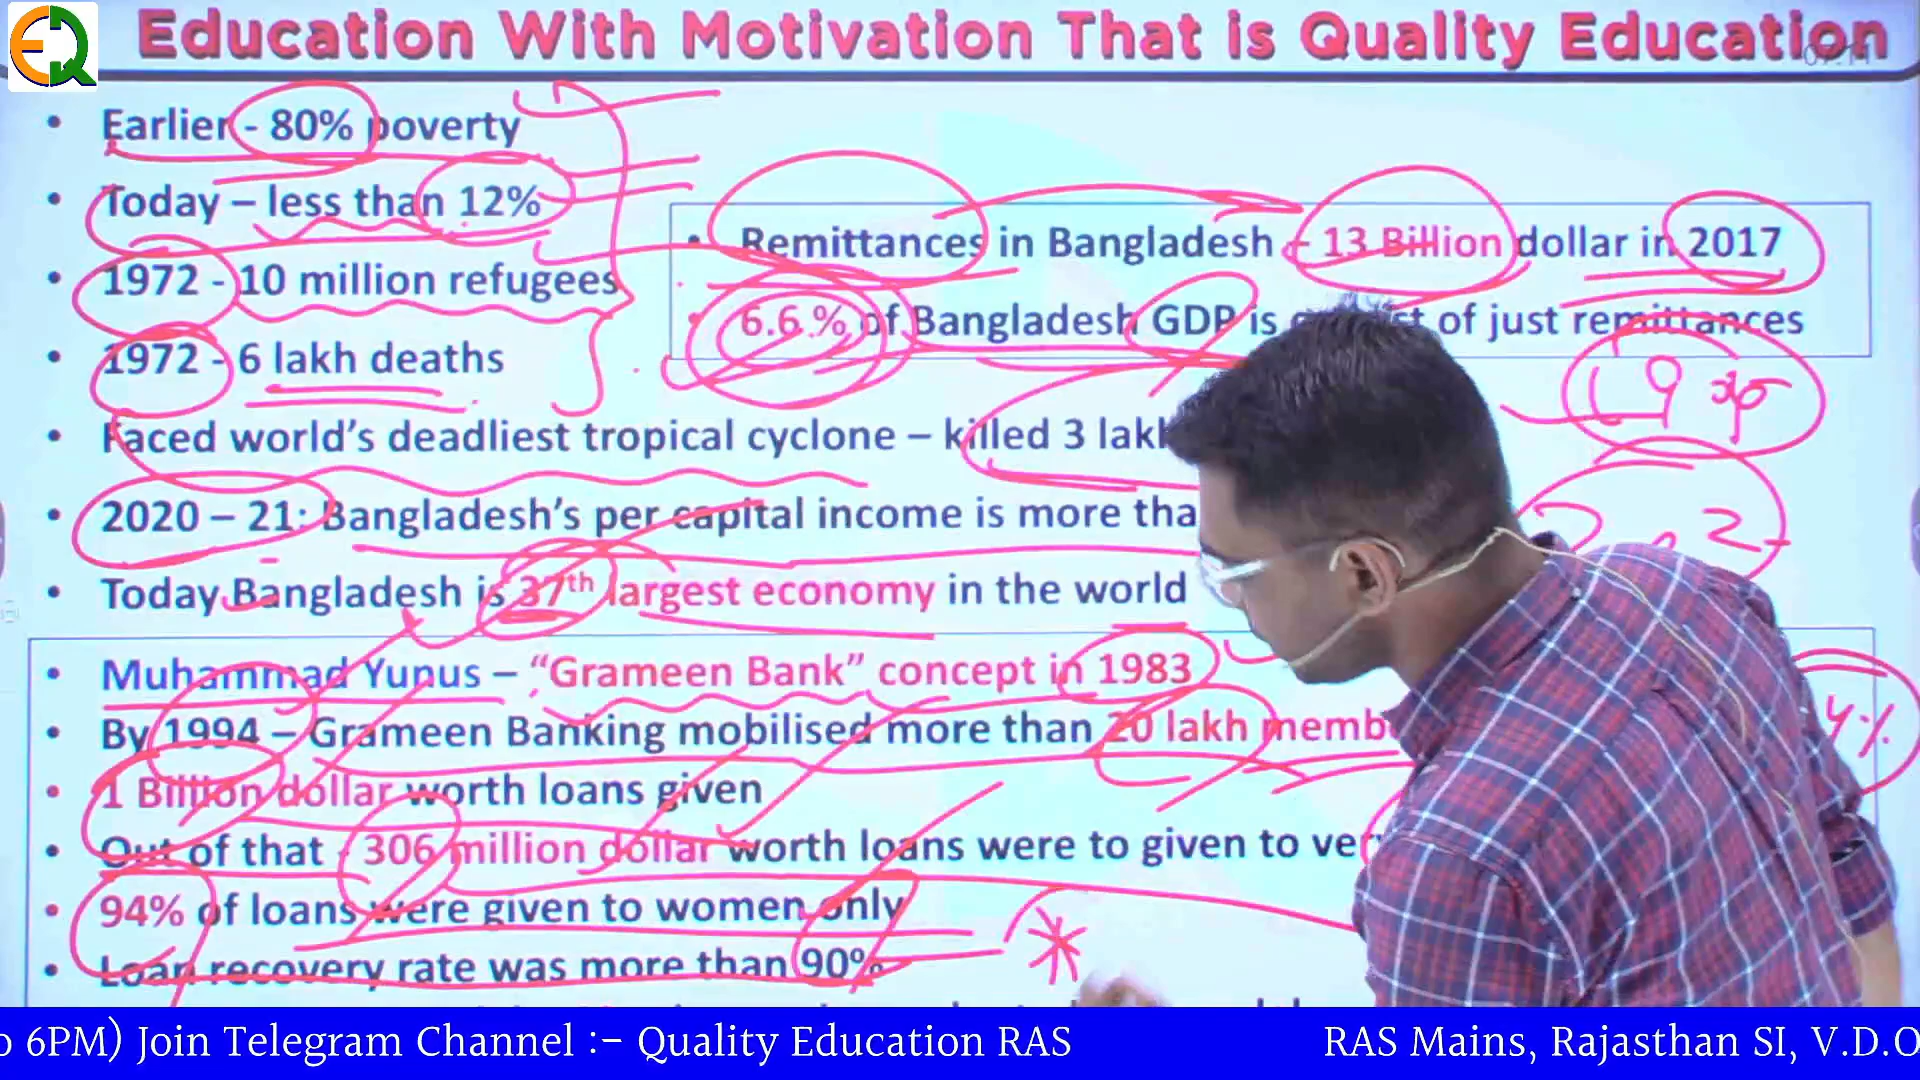 EQ
Education With Motivation That is Quality Education
07:11
• Earlier - 80% poverty
• Today – less than 12%
• 1972 - 10 million refugees
• 1972 - 6 lakh deaths
• Faced world's deadliest tropical cyclone – killed 3 lakh
• 2020 – 21: Bangladesh's per capital income is more tha
• Today Bangladesh is 37th largest economy in the world
• Remittances in Bangladesh – 13 Billion dollar in 2017
• 6.6.% of Bangladesh GDP is of just remittances
• Muhammad Yunus – “Grameen Bank” concept in 1983
• By 1994 – Grameen Banking mobilised more than 20 lakh memb
• 1 Billion dollar worth loans given
• Out of that - 306 million dollar worth loans were to given to ver
• 94% of loans were given to women only
• Loan recovery rate was more than 90%
o 6PM) Join Telegram Channel :– Quality Education RAS
RAS Mains, Rajasthan SI, V.D.O